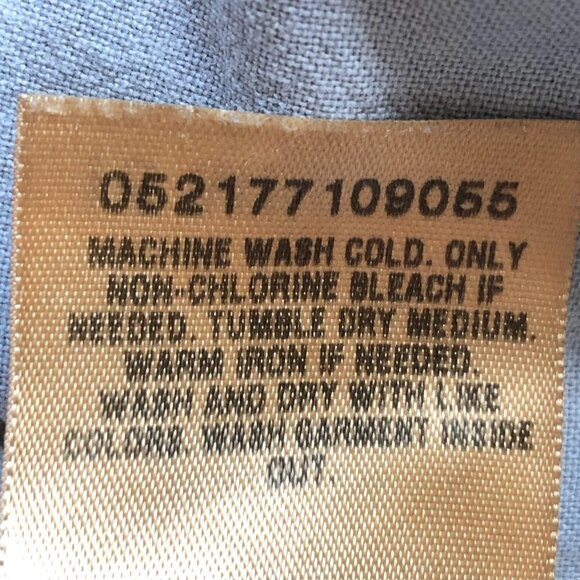 052177109055
MACHINE WASH COLD. ONLY
NON-CHLORINE BLEACH IF
NEEDED. TUMBLE DRY MEDIUM.
WARM IRON IF NEEDED.
WASH AND DRY WITH LIKE
COLORS. WASH GARMENT INSIDE
OUT.